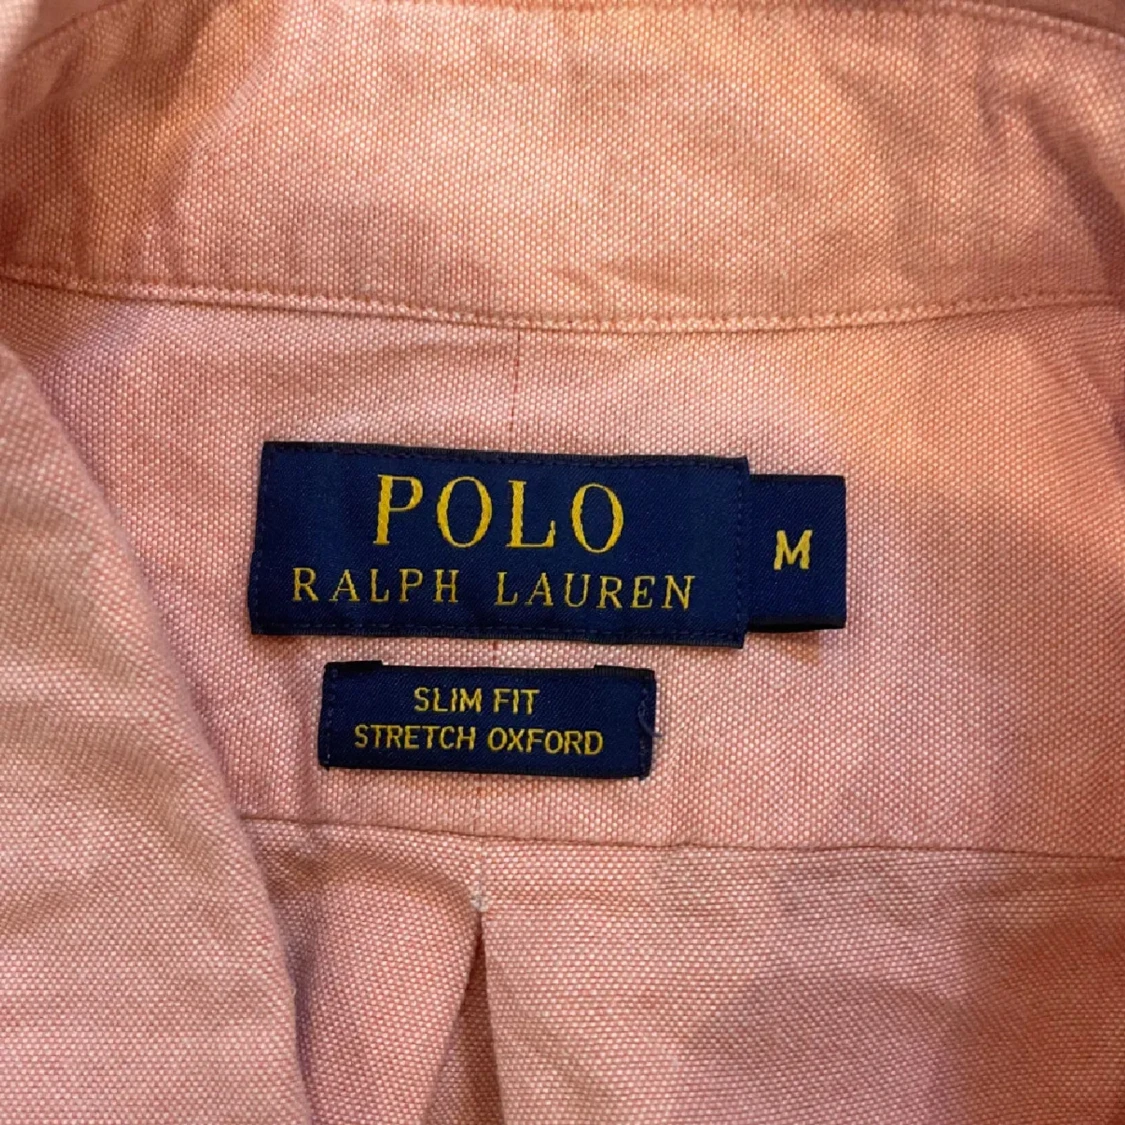 POLO
RALPH LAUREN
M
SLIM FIT
STRETCH OXFORD